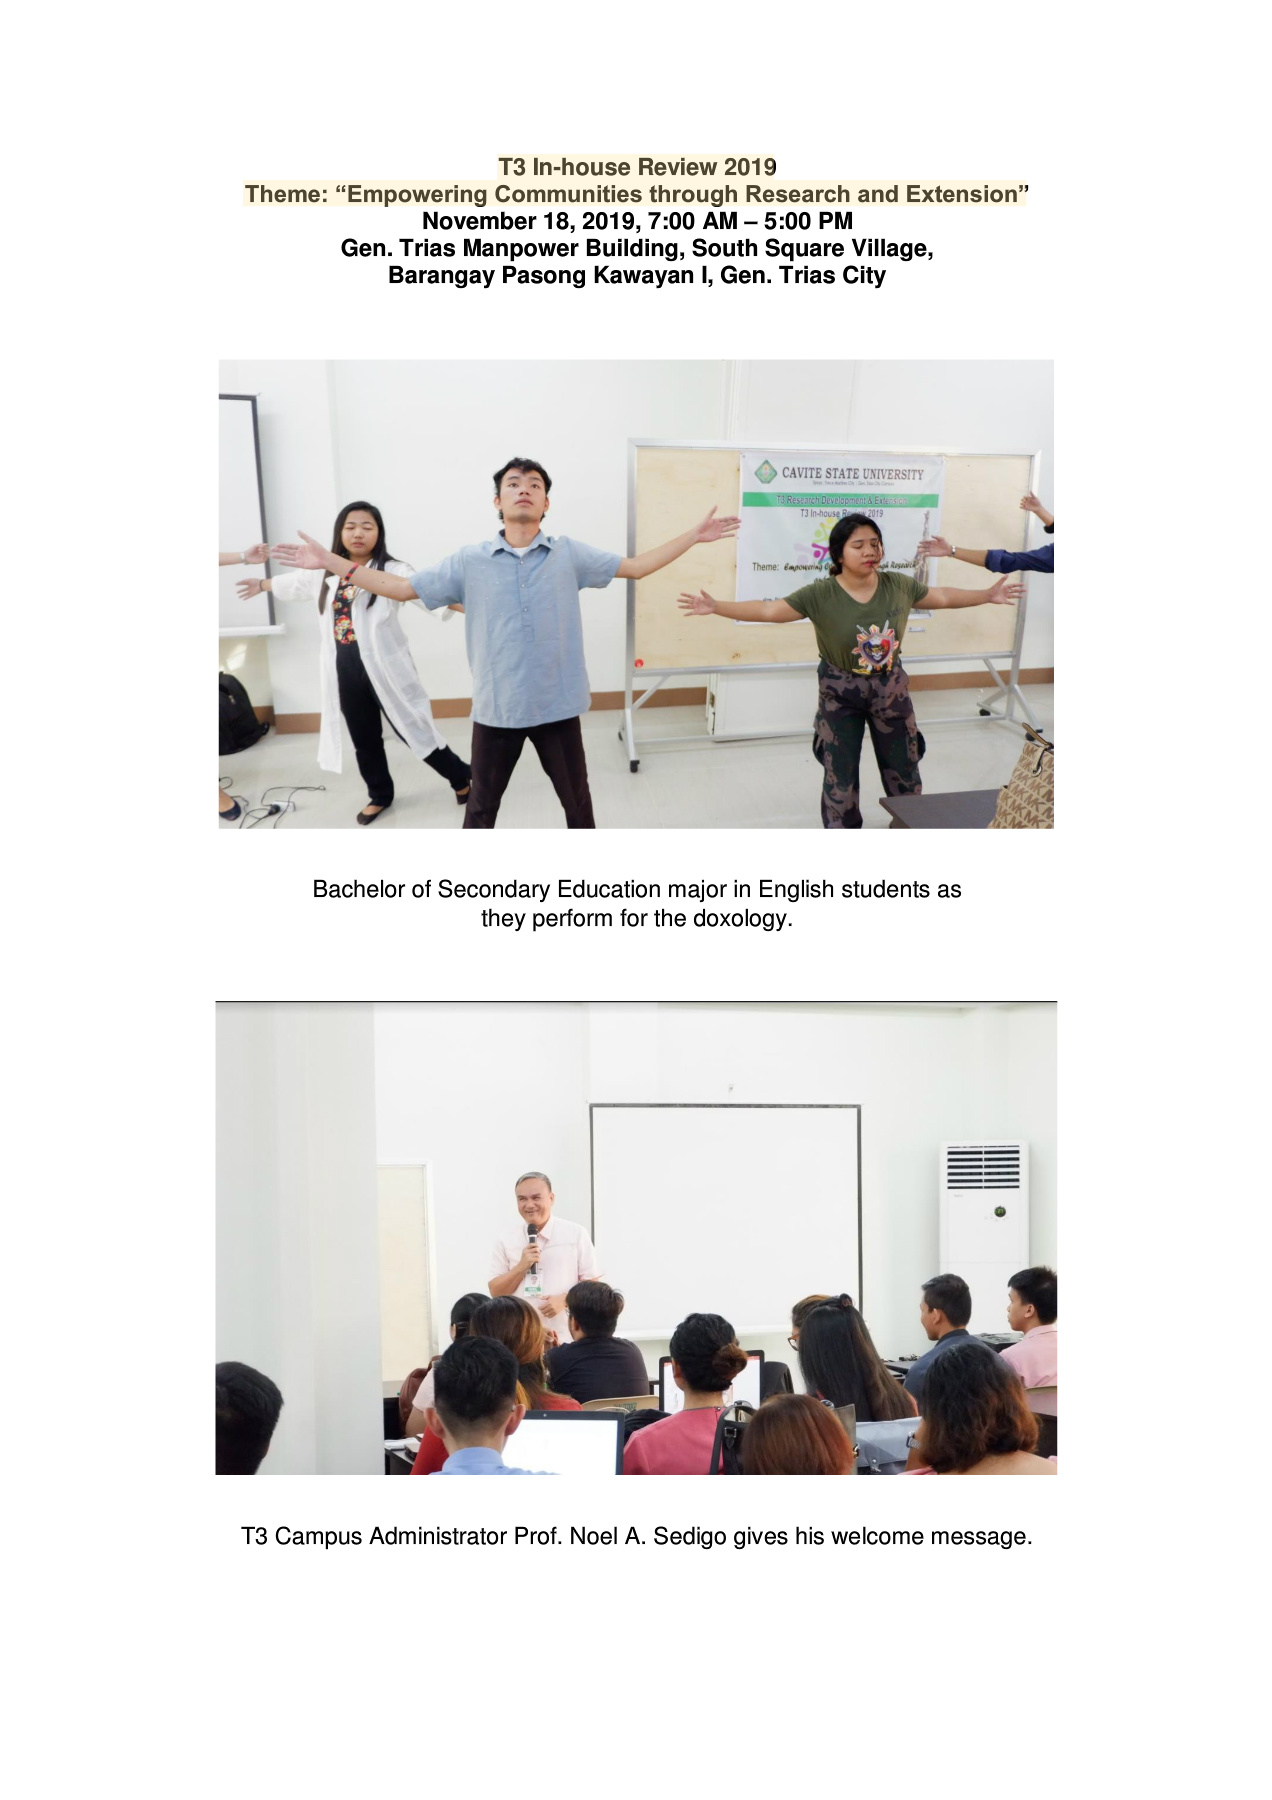 T3 In-house Review 2019
Theme: “Empowering Communities through Research and Extension”
November 18, 2019, 7:00 AM – 5:00 PM
Gen. Trias Manpower Building, South Square Village,
Barangay Pasong Kawayan I, Gen. Trias City
CAVITE STATE UNIVERSITY
T3 Research Development & Extension
T3 In-house Review 2019
Theme: Empowering
Research
Bachelor of Secondary Education major in English students as
they perform for the doxology.
T3 Campus Administrator Prof. Noel A. Sedigo gives his welcome message.